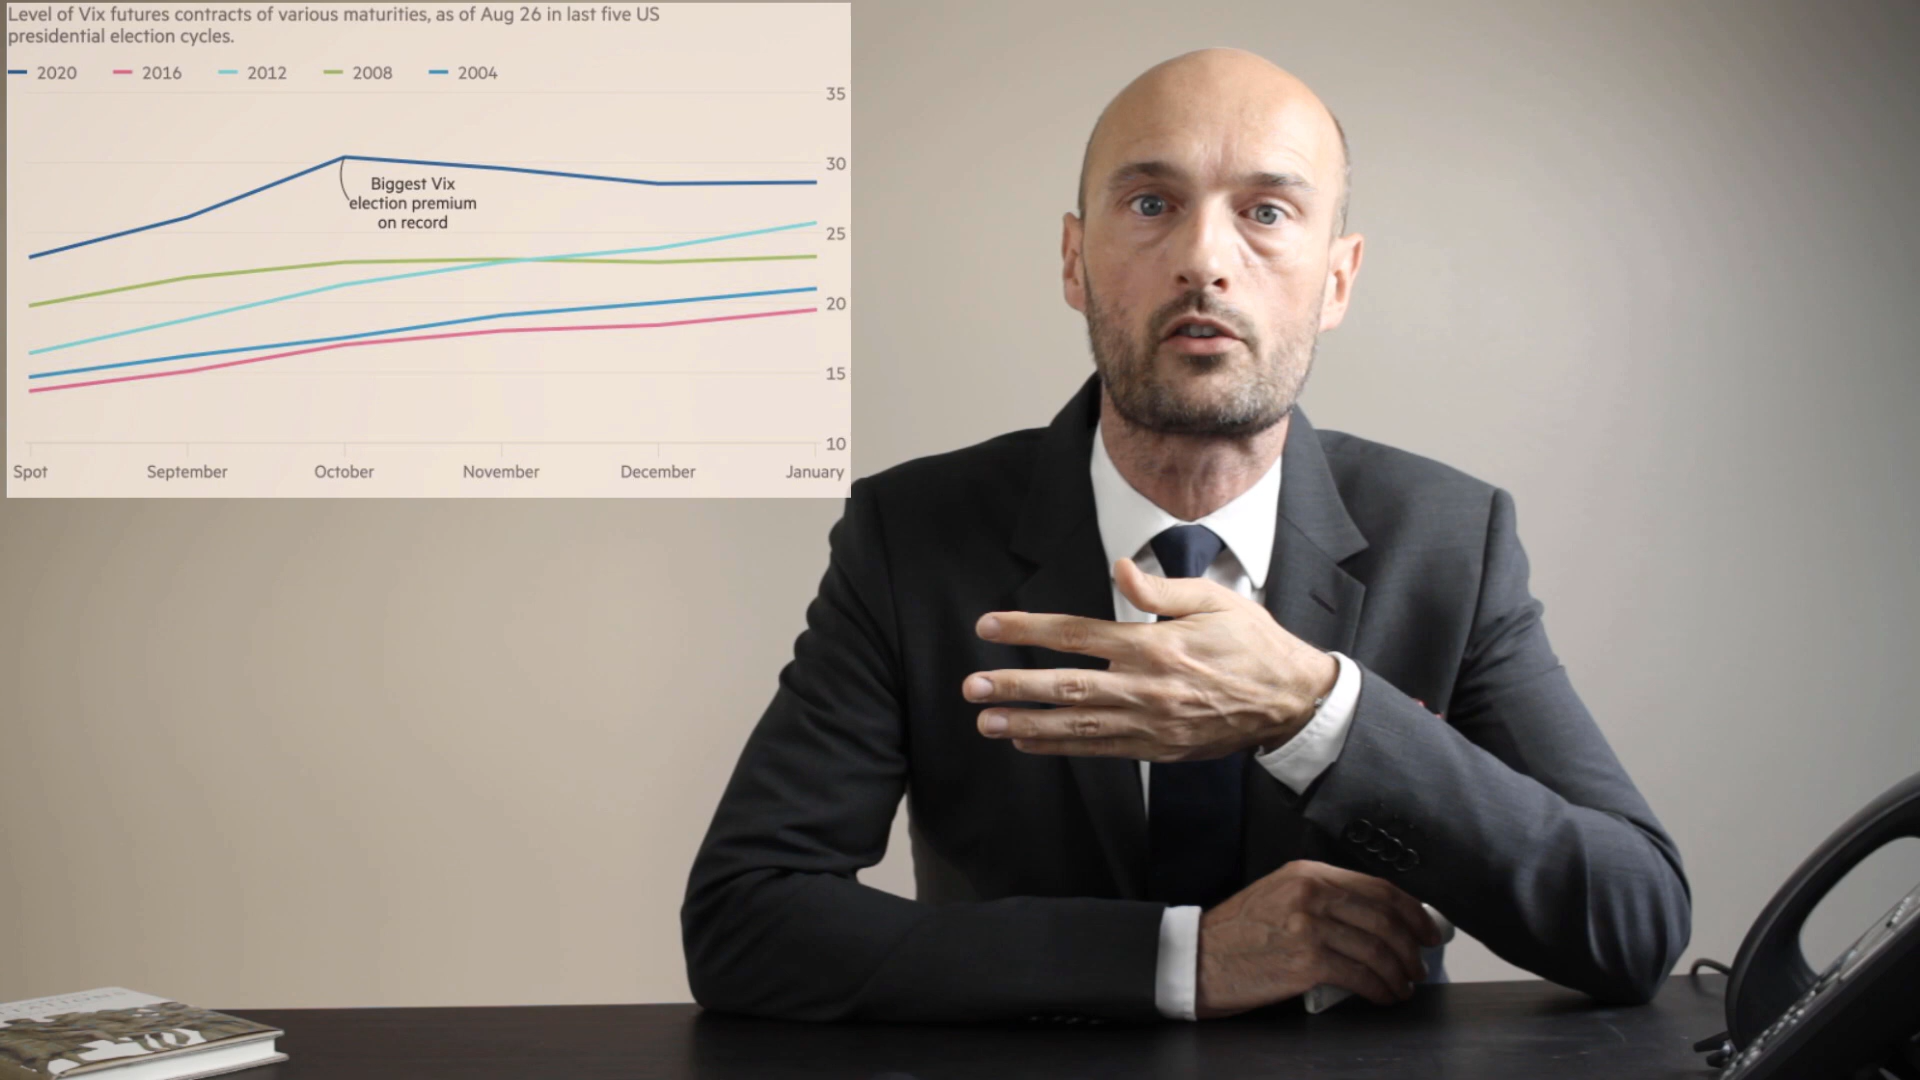 Level of Vix futures contracts of various maturities, as of Aug 26 in last five US
presidential election cycles.
2020 2016 2012 2008 2004
35
30
Biggest Vix
election premium
on record
25
20
15
10
Spot September October November December January